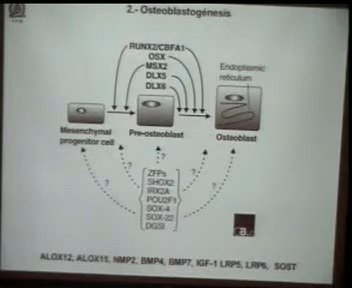 2.- Osteoblastogénesis
RUNX2/CBFA1
OSX
MSX2
DLX5
DLX6
Endoplasmic
reticulum
Mesenchymal
progenitor cell
Pre-osteoblast
Osteoblast
?
?
?
?
?
ZFPs
SHOX2
IRX2A
POU2F1
SOX-4
SOX-22
DGSI
ALOX12, ALOX15, NMP2, BMP4, BMP7, IGF-1 LRP5, LRP6, SOST